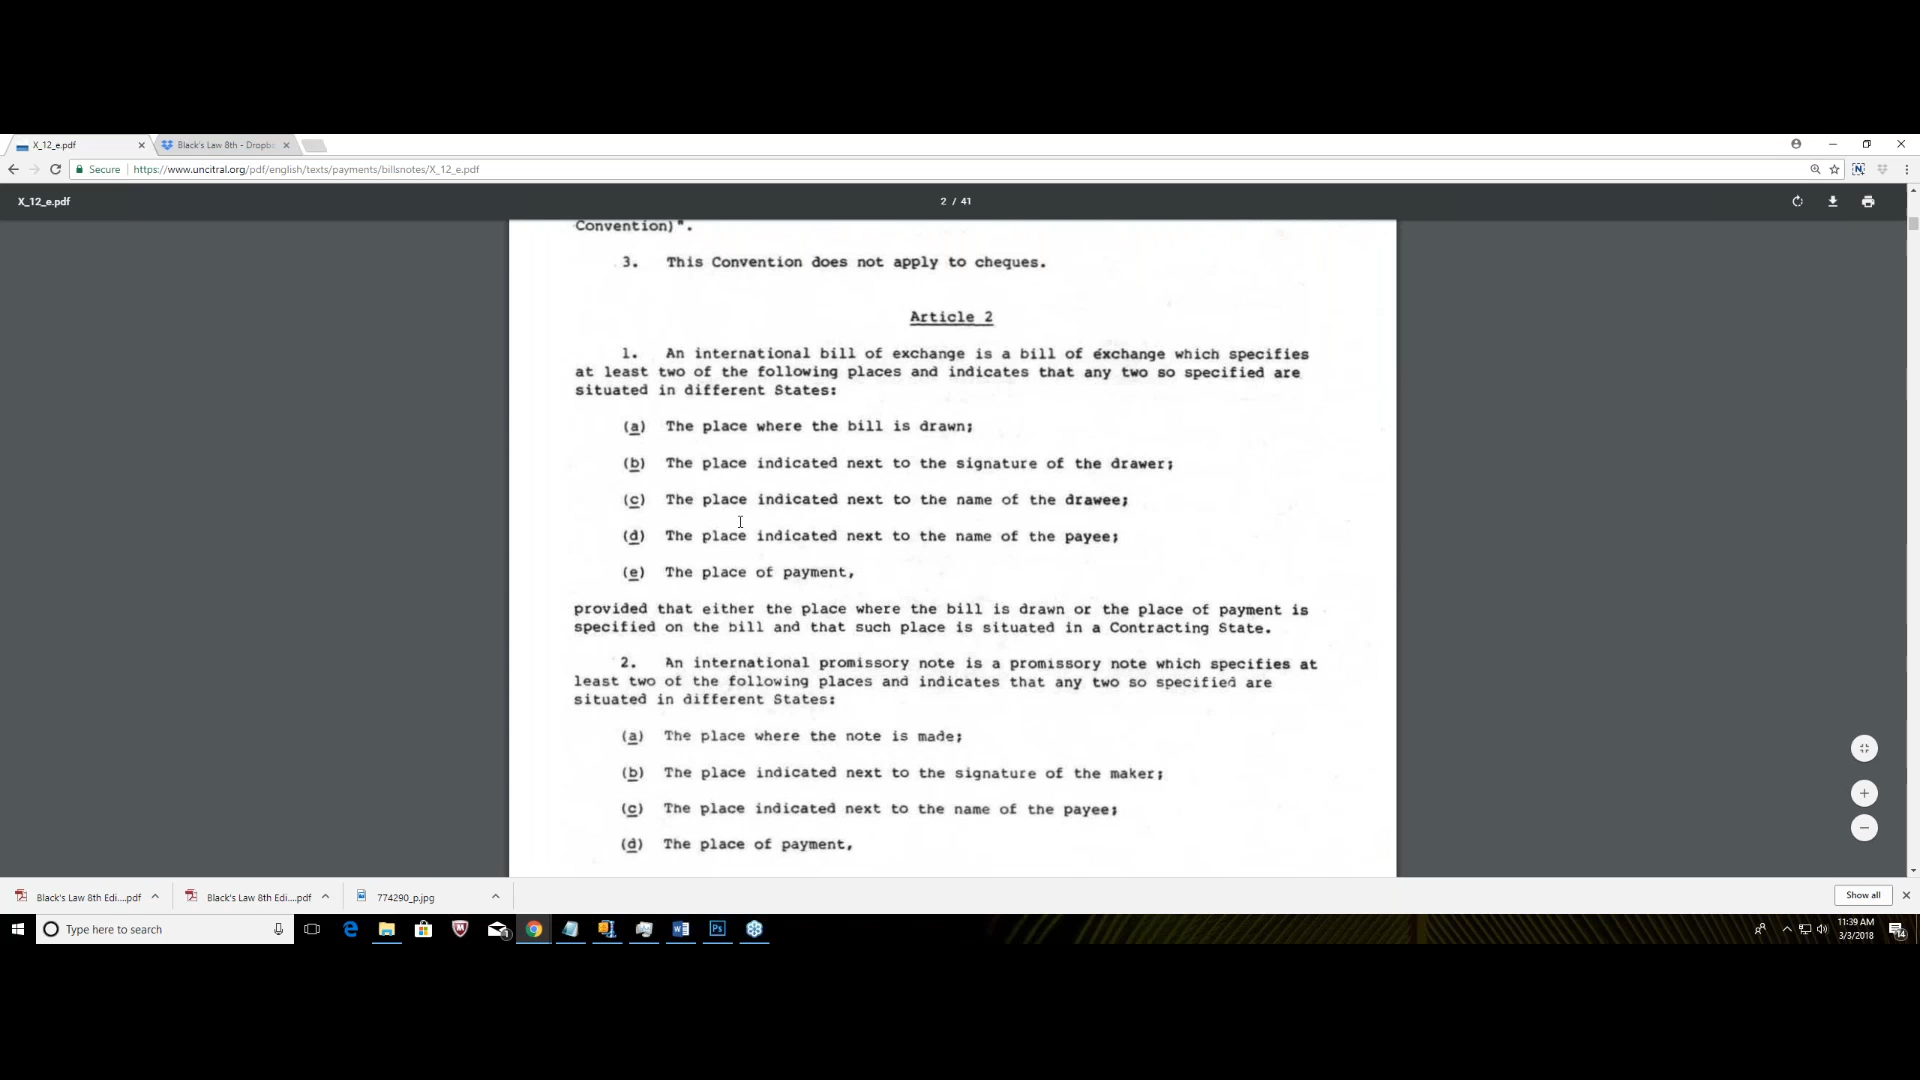 X_12_e.pdf
Black's Law 8th - Dropb
Secure
https://www.uncitral.org/pdf/english/texts/payments/billsnotes/X_12_e.pdf
X_12_e.pdf
2 / 41
Convention)".
3. This Convention does not apply to cheques.
Article 2
1. An international bill of exchange is a bill of exchange which specifies
at least two of the following places and indicates that any two so specified are
situated in different States:
(a) The place where the bill is drawn;
(b) The place indicated next to the signature of the drawer;
(c) The place indicated next to the name of the drawee;
(d) The place indicated next to the name of the payee;
(e) The place of payment,
provided that either the place where the bill is drawn or the place of payment is
specified on the bill and that such place is situated in a Contracting State.
2. An international promissory note is a promissory note which specifies at
least two of the following places and indicates that any two so specified are
situated in different States:
(a) The place where the note is made;
(b) The place indicated next to the signature of the maker;
(c) The place indicated next to the name of the payee;
(d) The place of payment,
Black's Law 8th Edi....pdf
Black's Law 8th Edi....pdf
774290_p.jpg
Show all
Type here to search
Ps
11:39 AM
3/3/2018
14